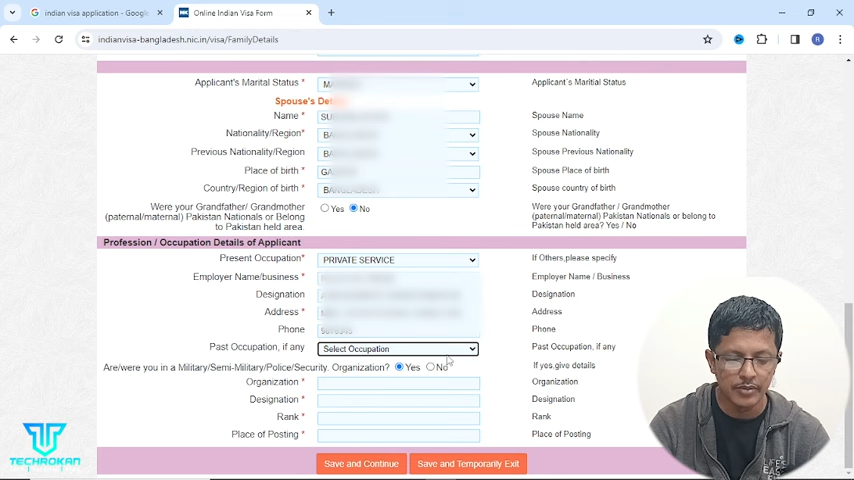 indian visa application - Google
Online Indian Visa Form
indianvisa-bangladesh.nic.in/visa/FamilyDetails
R
Applicant's Marital Status * Applicant`s Maritial Status
Spouse's
Name * SU Spouse Name
Nationality/Region* Spouse Nationality
Previous Nationality/Region Spouse Previous Nationality
Place of birth * GA Spouse Place of birth
Country/Region of birth * Spouse country of birth
Were your Grandfather/ Grandmother Yes No Were your Grandfather / Grandmother
(paternal/maternal) Pakistan Nationals or Belong (paternal/maternal) Pakistan Nationals or belong to
to Pakistan held area. Pakistan held area? Yes / No
Profession / Occupation Details of Applicant
Present Occupation* PRIVATE SERVICE If Others,please specify
Employer Name/business * Employer Name / Business
Designation Designation
Address * Address
Phone Phone
Past Occupation, if any Select Occupation Past Occupation, if any
Are/were you in a Military/Semi-Military/Police/Security. Organization? Yes No If yes,give details
Organization * Organization
Designation * Designation
Rank * Rank
Place of Posting * Place of Posting
Save and Continue Save and Temporarily Exit
TECHROKAN